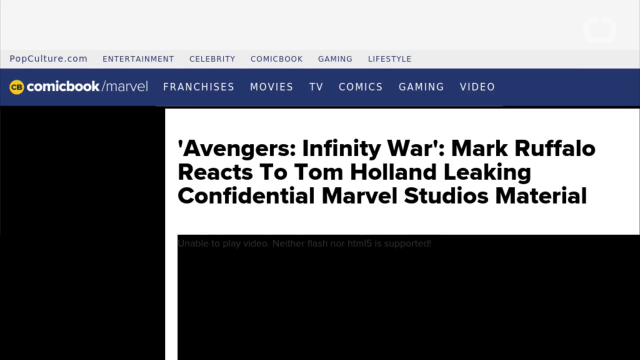 PopCulture.com ENTERTAINMENT CELEBRITY COMICBOOK GAMING LIFESTYLE
CB comicbook/marvel FRANCHISES MOVIES TV COMICS GAMING VIDEO
'Avengers: Infinity War': Mark Ruffalo
Reacts To Tom Holland Leaking
Confidential Marvel Studios Material
Unable to play video. Neither flash nor html5 is supported!